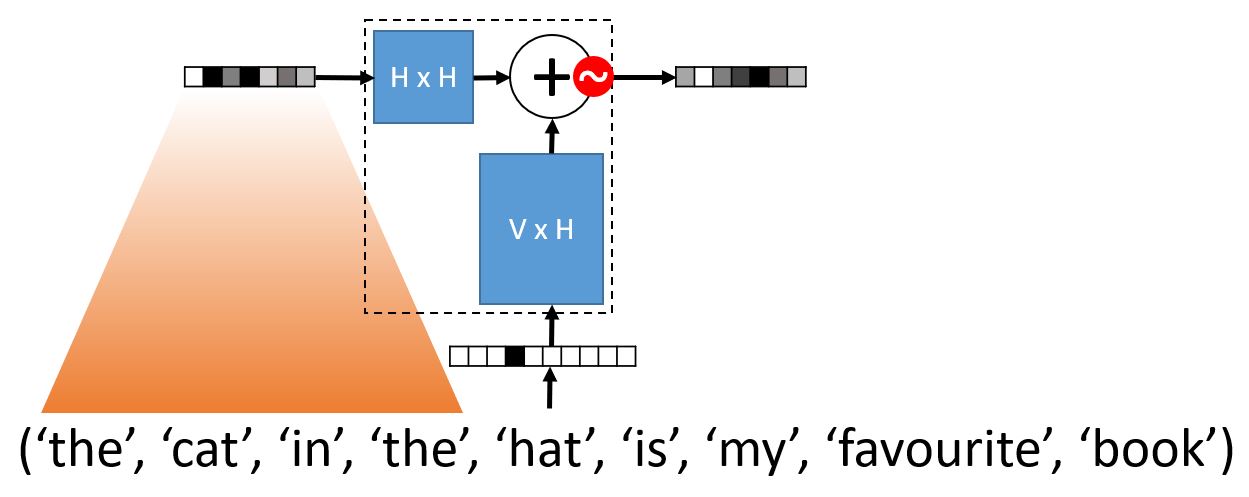 H x H
+
~
V x H
(‘the’, ‘cat’, ‘in’, ‘the’, ‘hat’, ‘is’, ‘my’, ‘favourite’, ‘book’)